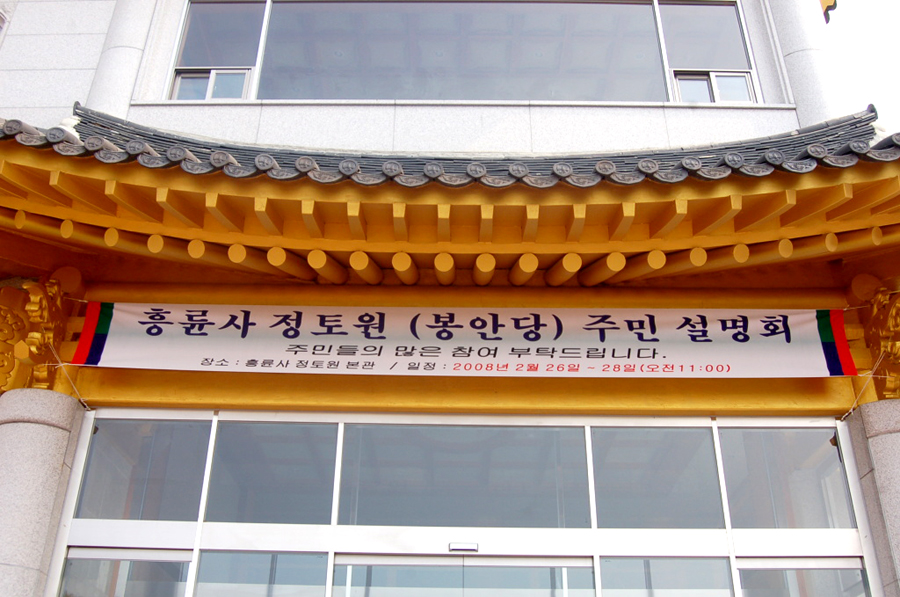 흥륜사 정토원 (봉안당) 주민 설명회
주민들의 많은 참여 부탁드립니다.
장소 : 흥륜사 정토원 본관 / 일정 : 2008년 2월 26일 ~ 28일(오전11:00)